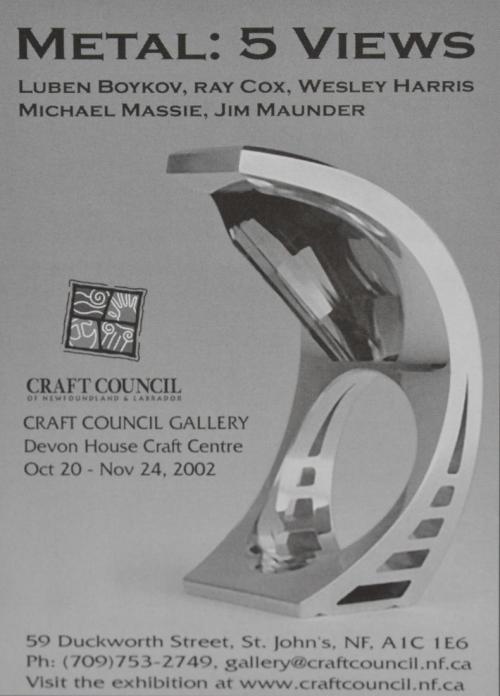 METAL: 5 VIEWS
LUBEN BOYKOV, RAY COX, WESLEY HARRIS
MICHAEL MASSIE, JIM MAUNDER
CRAFT COUNCIL
OF NEWFOUNDLAND & LABRADOR
CRAFT COUNCIL GALLERY
Devon House Craft Centre
Oct 20 - Nov 24, 2002
59 Duckworth Street, St. John's, NF, A1C 1E6
Ph: (709)753-2749, gallery@craftcouncil.nf.ca
Visit the exhibition at www.craftcouncil.nf.ca